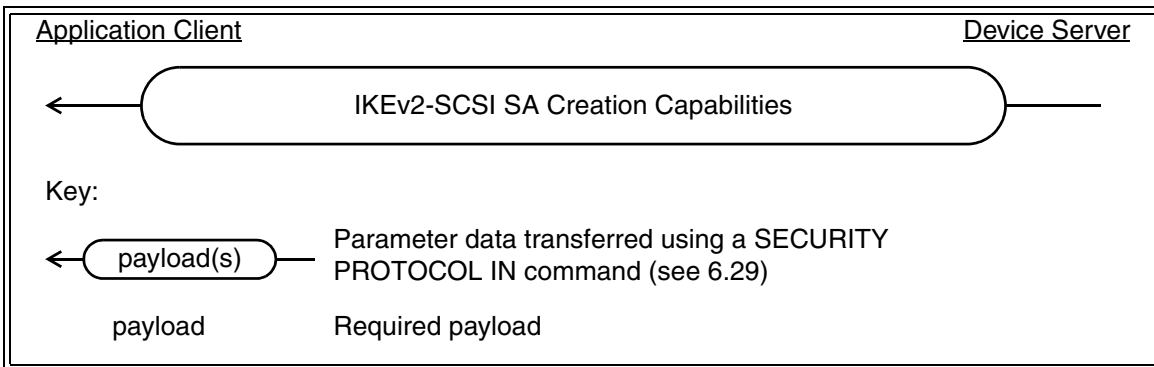 Application Client
Device Server
IKEv2-SCSI SA Creation Capabilities
Key:
payload(s)
Parameter data transferred using a SECURITY
PROTOCOL IN command (see 6.29)
payload
Required payload